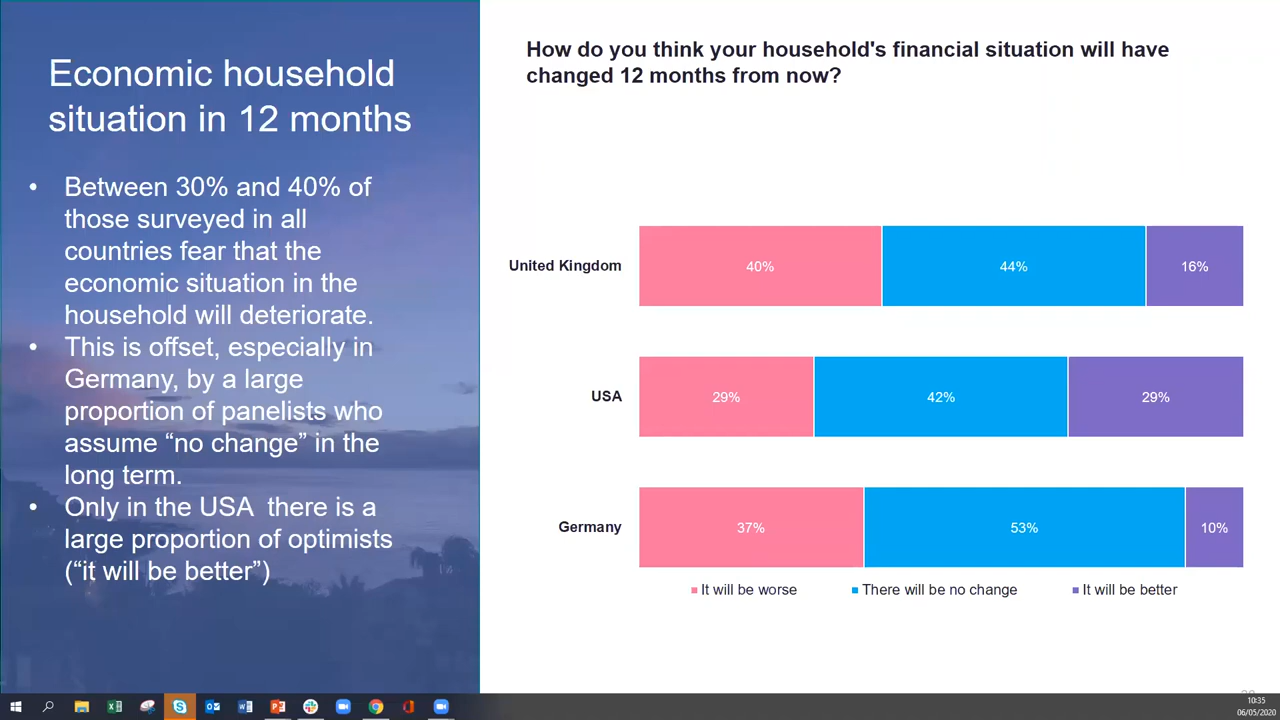 Economic household
situation in 12 months
• Between 30% and 40% of
those surveyed in all
countries fear that the
economic situation in the
household will deteriorate.
• This is offset, especially in
Germany, by a large
proportion of panelists who
assume “no change” in the
long term.
• Only in the USA  there is a
large proportion of optimists
(“it will be better”)
How do you think your household's financial situation will have
changed 12 months from now?
United Kingdom 40% 44% 16%
USA 29% 42% 29%
Germany 37% 53% 10%
It will be worse There will be no change It will be better
10:35
06/05/2020